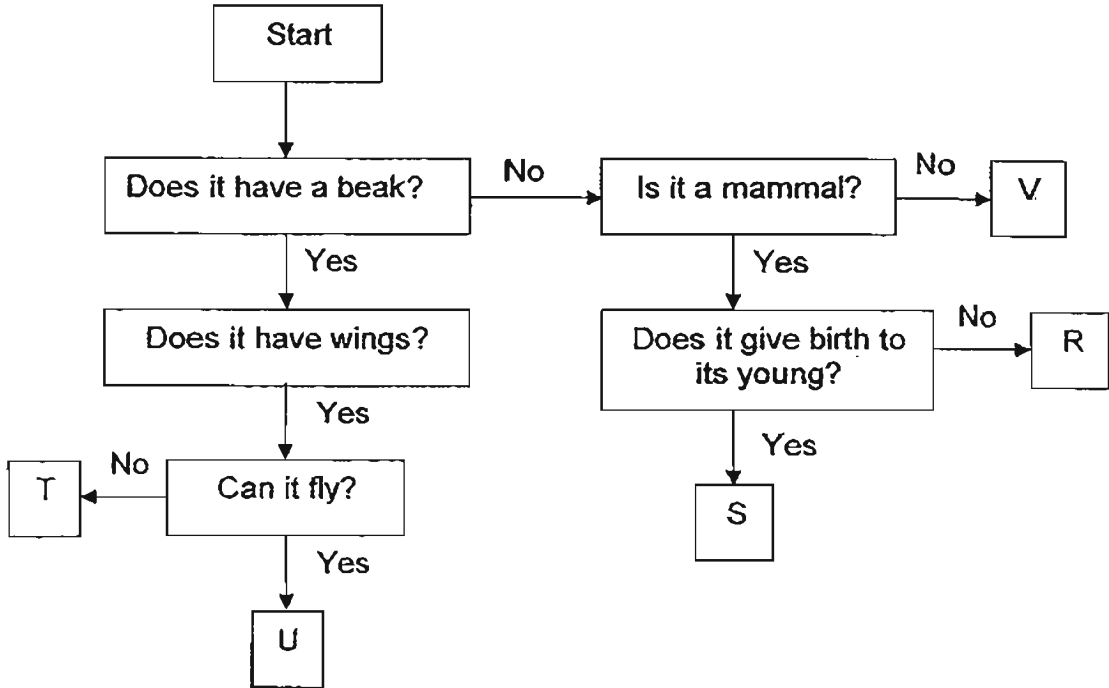 Start
Does it have a beak?
No
Is it a mammal?
No
V
Yes
Yes
Does it have wings?
Does it give birth to
its young?
No
R
Yes
Yes
T
No
Can it fly?
S
Yes
U